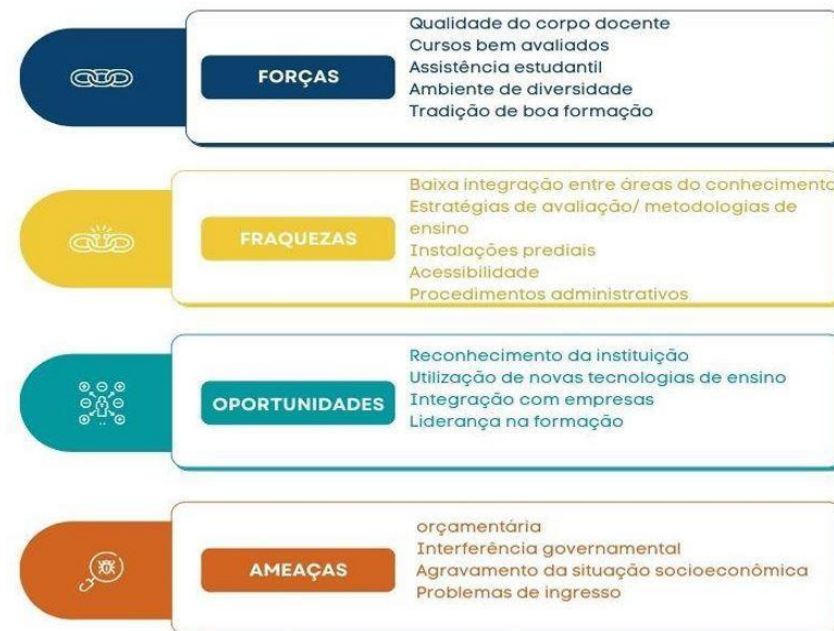 FORÇAS
Qualidade do corpo docente
Cursos bem avaliados
Assistência estudantil
Ambiente de diversidade
Tradição de boa formação
FRAQUEZAS
Baixa integração entre áreas do conhecimento
Estratégias de avaliação/ metodologias de
ensino
Instalações prediais
Acessibilidade
Procedimentos administrativos
OPORTUNIDADES
Reconhecimento da instituição
Utilização de novas tecnologias de ensino
Integração com empresas
Liderança na formação
AMEAÇAS
orçamentária
Interferência governamental
Agravamento da situação socioeconômica
Problemas de ingresso